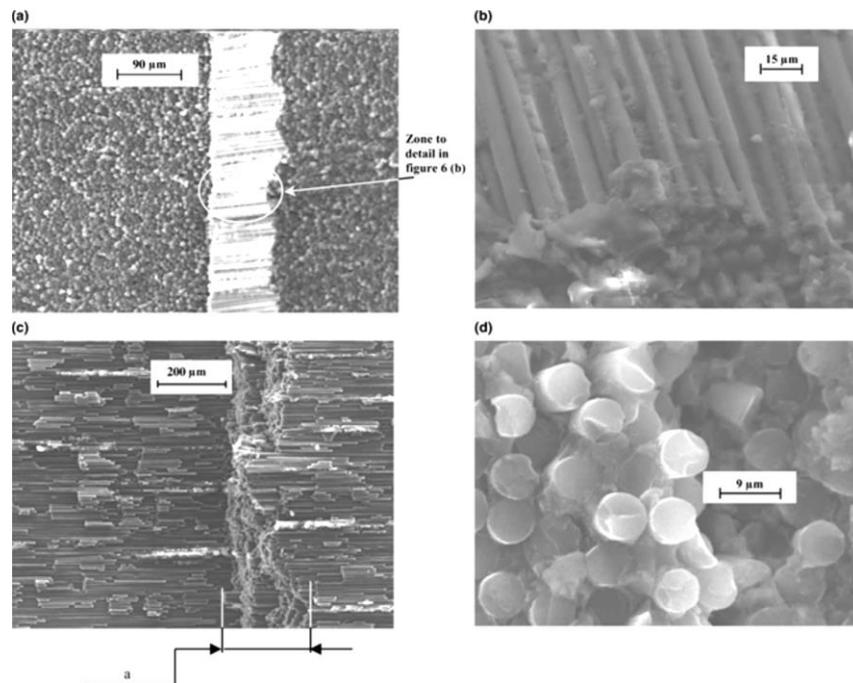 (a)
90 µm
Zone to
detail in
figure 6 (b)
(b)
15 µm
(c)
200 µm
a
(d)
9 µm